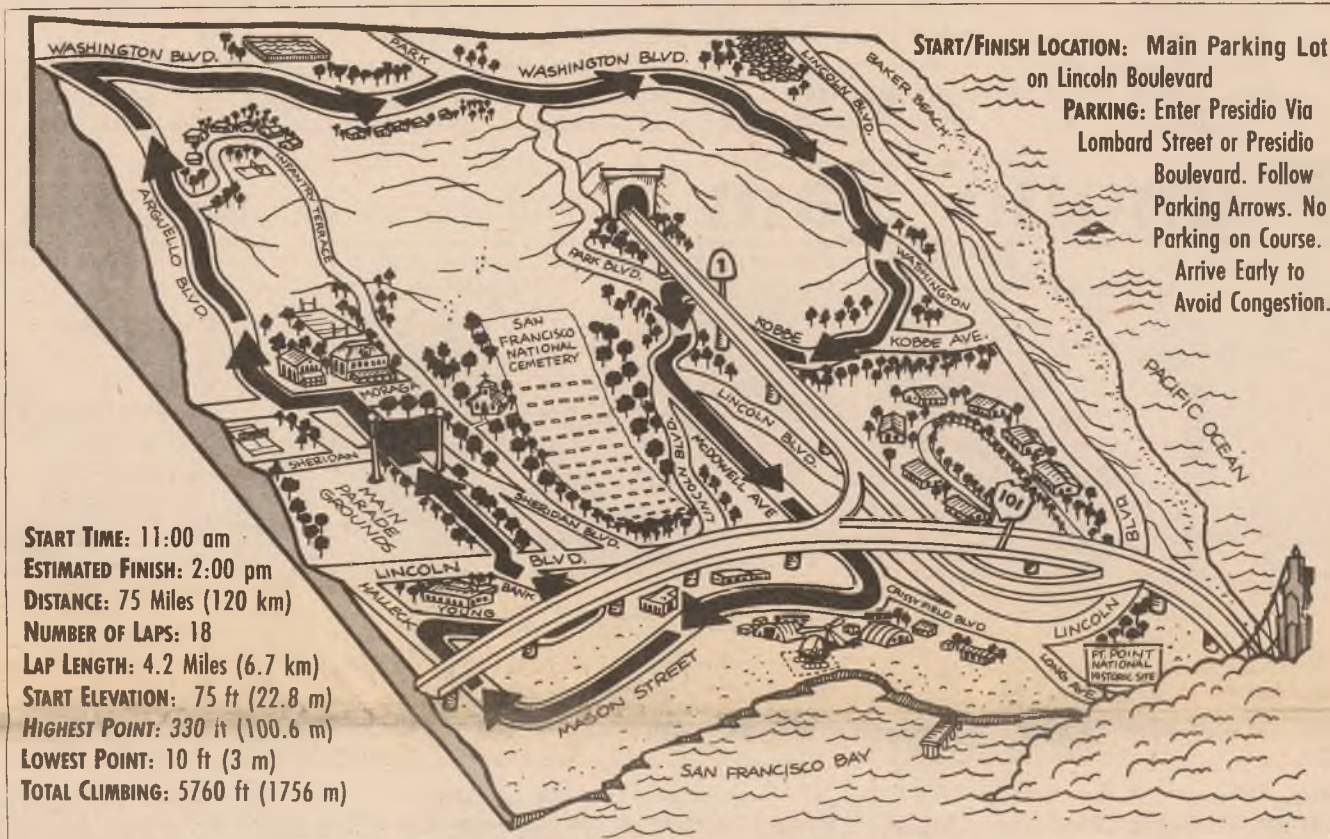 START/FINISH LOCATION: Main Parking Lot
on Lincoln Boulevard
PARKING: Enter Presidio Via
Lombard Street or Presidio
Boulevard. Follow
Parking Arrows. No
Parking on Course.
Arrive Early to
Avoid Congestion.
WASHINGTON BLVD.
PARK
WASHINGTON BLVD.
LINCOLN BLVD.
BAKER BEACH
INFANTRY TERRACE
ARGUELLO BLVD.
PARK BLVD.
1
WASHINGTON
KOBBE
KOBBE AVE.
SAN
FRANCISCO
NATIONAL
CEMETERY
MORAGA
LINCOLN BLVD.
PACIFIC OCEAN
SHERIDAN
LINCOLN BLVD.
McDOWELL AVE
101
MAIN
PARADE
GROUNDS
SHERIDAN BLVD.
BLVD.
LINCOLN
BLVD.
HALLECK
YOUNG
BANK
CRISSY FIELD BLVD
LINCOLN
FT. POINT
NATIONAL
HISTORIC SITE
LONG AVE.
MASON STREET
SAN FRANCISCO BAY
START TIME: 11:00 am
ESTIMATED FINISH: 2:00 pm
DISTANCE: 75 Miles (120 km)
NUMBER OF LAPS: 18
LAP LENGTH: 4.2 Miles (6.7 km)
START ELEVATION: 75 ft (22.8 m)
HIGHEST POINT: 330 ft (100.6 m)
LOWEST POINT: 10 ft (3 m)
TOTAL CLIMBING: 5760 ft (1756 m)